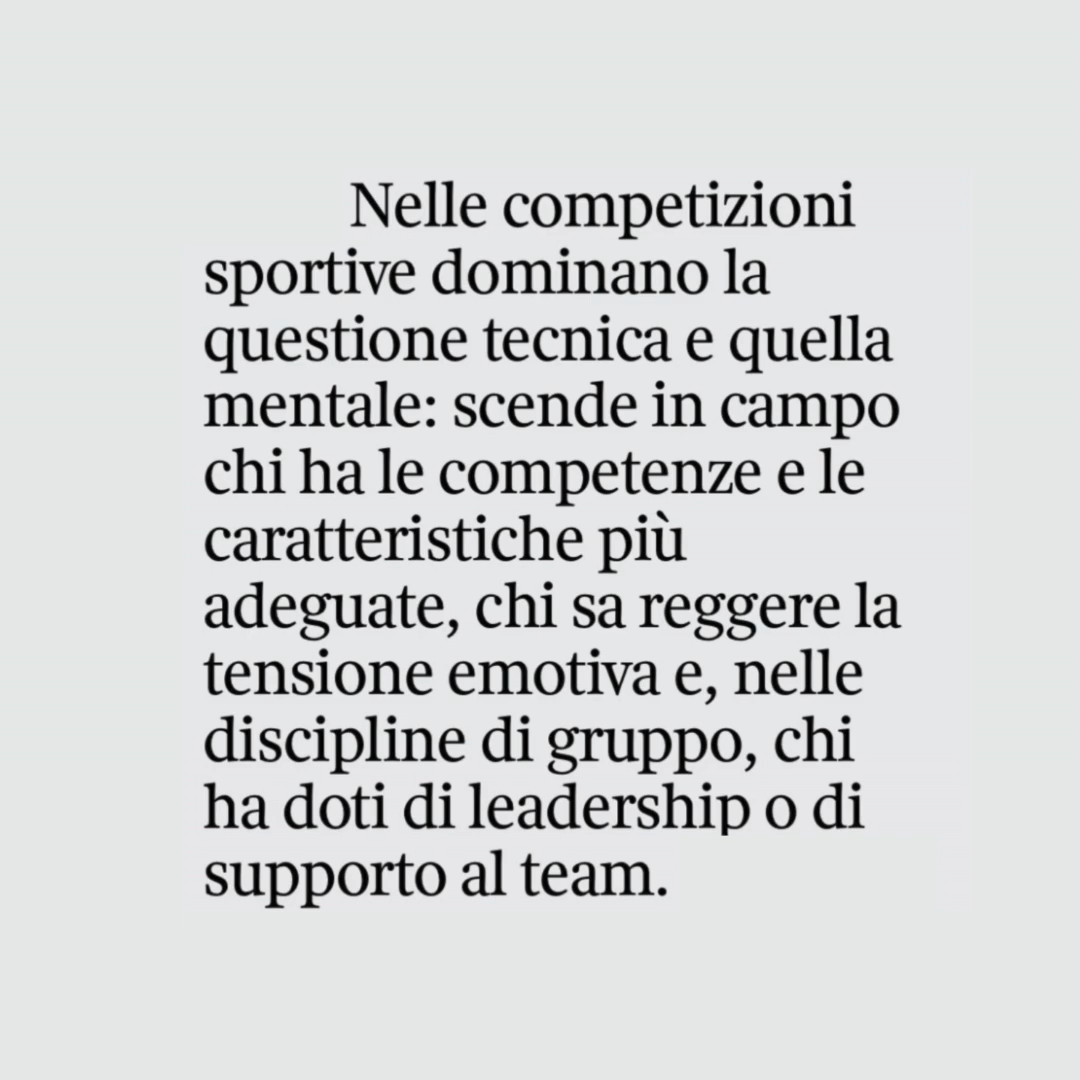 Nelle competizioni
sportive dominano la
questione tecnica e quella
mentale: scende in campo
chi ha le competenze e le
caratteristiche più
adeguate, chi sa reggere la
tensione emotiva e, nelle
discipline di gruppo, chi
ha doti di leadership o di
supporto al team.